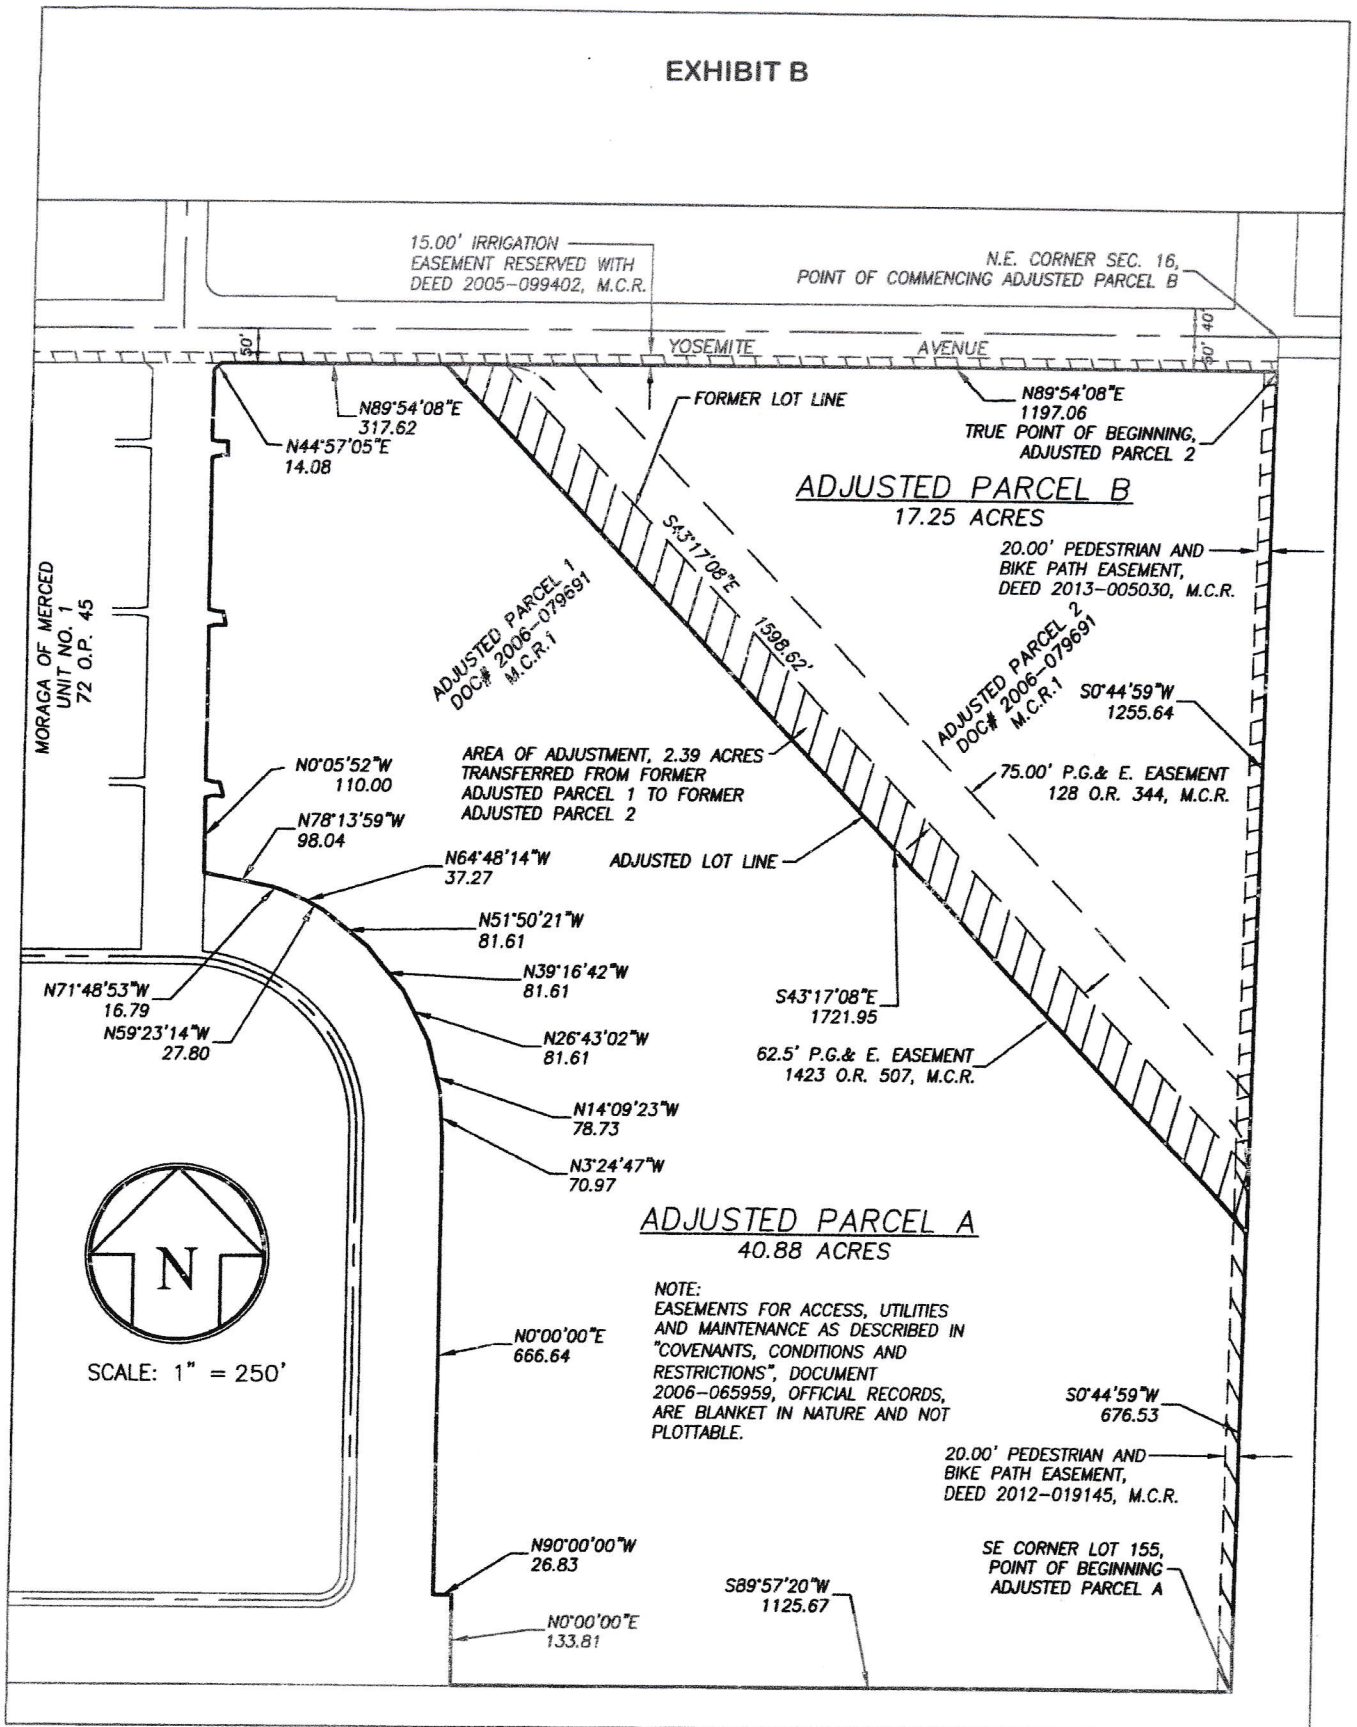 EXHIBIT B
15.00' IRRIGATION
EASEMENT RESERVED WITH
DEED 2005-099402, M.C.R.
N.E. CORNER SEC. 16,
POINT OF COMMENCING ADJUSTED PARCEL B
40'
50'
50'
YOSEMITE AVENUE
N89°54'08"E
317.62
N44°57'05"E
14.08
FORMER LOT LINE
N89°54'08"E
1197.06
TRUE POINT OF BEGINNING,
ADJUSTED PARCEL 2
ADJUSTED PARCEL B
17.25 ACRES
20.00' PEDESTRIAN AND
BIKE PATH EASEMENT,
DEED 2013-005030, M.C.R.
MORAGA OF MERCED
UNIT NO. 1
72 O.P. 45
S43°17'08"E
1598.62'
ADJUSTED PARCEL 1
DOC# 2006-079691
M.C.R.1
ADJUSTED PARCEL 2
DOC# 2006-079691
M.C.R.1
S0°44'59"W
1255.64
AREA OF ADJUSTMENT, 2.39 ACRES
TRANSFERRED FROM FORMER
ADJUSTED PARCEL 1 TO FORMER
ADJUSTED PARCEL 2
75.00' P.G.& E. EASEMENT
128 O.R. 344, M.C.R.
N0°05'52"W
110.00
N78°13'59"W
98.04
N64°48'14"W
37.27
ADJUSTED LOT LINE
N51°50'21"W
81.61
N39°16'42"W
81.61
N71°48'53"W
16.79
N59°23'14"W
27.80
S43°17'08"E
1721.95
N26°43'02"W
81.61
62.5' P.G.& E. EASEMENT
1423 O.R. 507, M.C.R.
N14°09'23"W
78.73
N3°24'47"W
70.97
ADJUSTED PARCEL A
40.88 ACRES
N
SCALE: 1" = 250'
NOTE:
EASEMENTS FOR ACCESS, UTILITIES
AND MAINTENANCE AS DESCRIBED IN
"COVENANTS, CONDITIONS AND
RESTRICTIONS", DOCUMENT
2006-065959, OFFICIAL RECORDS,
ARE BLANKET IN NATURE AND NOT
PLOTTABLE.
N0°00'00"E
666.64
S0°44'59"W
676.53
20.00' PEDESTRIAN AND
BIKE PATH EASEMENT,
DEED 2012-019145, M.C.R.
N90°00'00"W
26.83
SE CORNER LOT 155,
POINT OF BEGINNING
ADJUSTED PARCEL A
S89°57'20"W
1125.67
N0°00'00"E
133.81